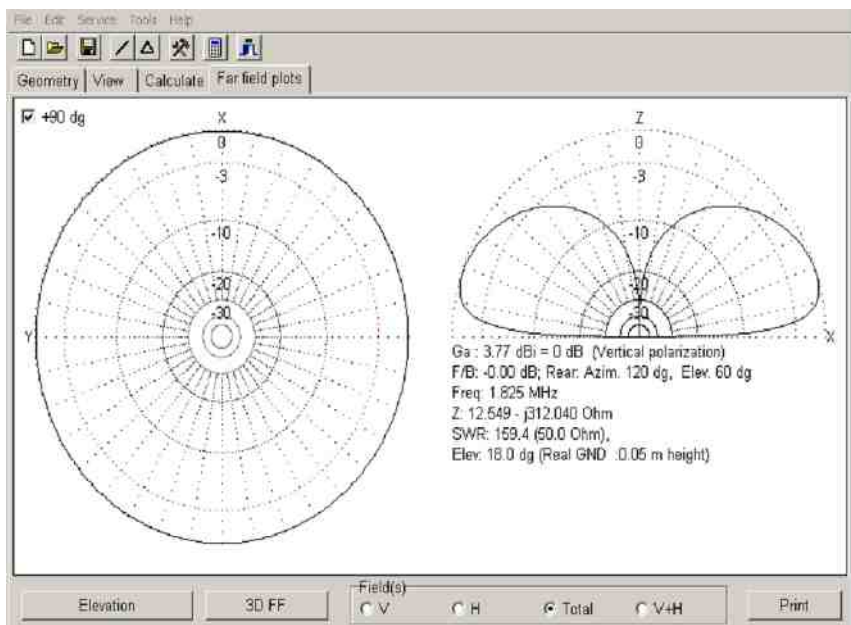 File Edit Service Tools Help
Geometry View Calculate Far field plots
+90 dg
X
0
-3
-10
-20
-30
Y
Z
0
-3
-10
-20
-30
X
Ga : 3.77 dBi = 0 dB (Vertical polarization)
F/B: -0.00 dB; Rear: Azim. 120 dg, Elev. 60 dg
Freq: 1.825 MHz
Z: 12.549 - j312.040 Ohm
SWR: 159.4 (50.0 Ohm),
Elev: 18.0 dg (Real GND :0.05 m height)
Field(s)
Elevation 3D FF V H Total V+H Print